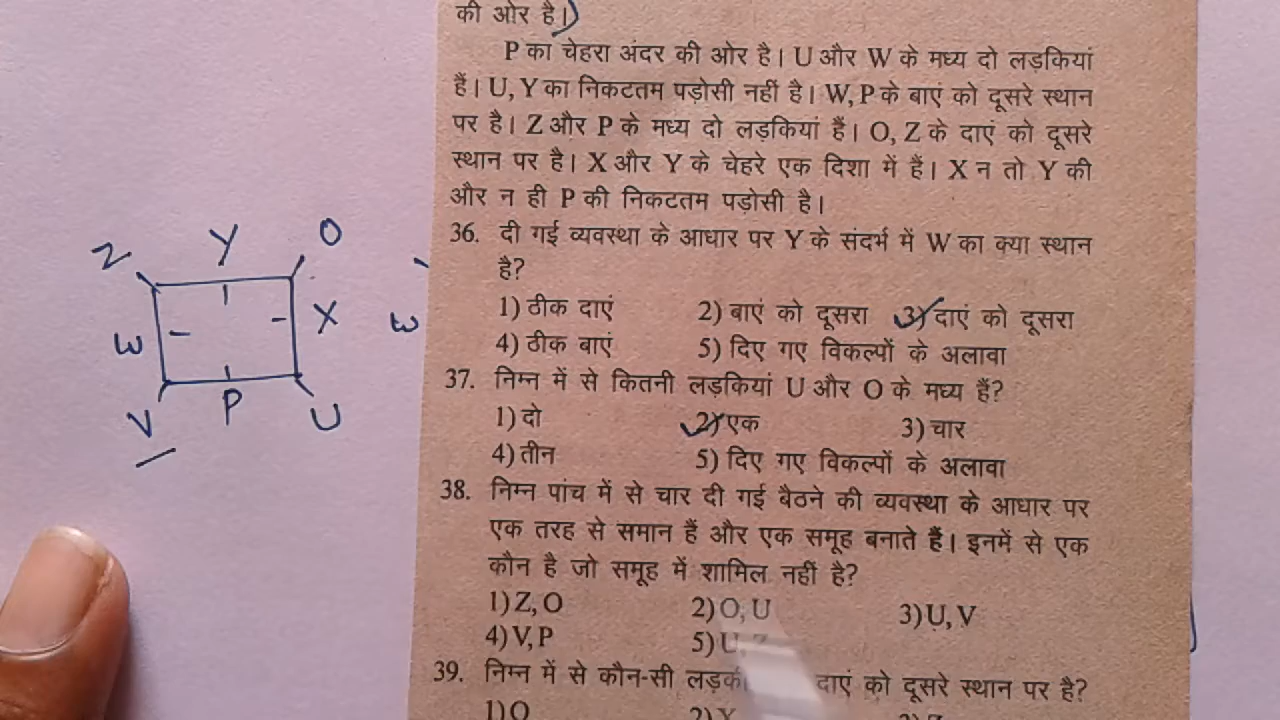 की ओर है।)
P का चेहरा अंदर की ओर है। U और W के मध्य दो लड़कियां
हैं। U, Y का निकटतम पड़ोसी नहीं है। W, P के बाएं को दूसरे स्थान
पर है। Z और P के मध्य दो लड़कियां हैं। O, Z के दाएं को दूसरे
स्थान पर है। X और Y के चेहरे एक दिशा में हैं। X न तो Y की
और न ही P की निकटतम पड़ोसी है।
36. दी गई व्यवस्था के आधार पर Y के संदर्भ में W का क्या स्थान
है?
1) ठीक दाएं 2) बाएं को दूसरा 3) दाएं को दूसरा
4) ठीक बाएं 5) दिए गए विकल्पों के अलावा
37. निम्न में से कितनी लड़कियां U और O के मध्य हैं?
1) दो 2) एक 3) चार
4) तीन 5) दिए गए विकल्पों के अलावा
38. निम्न पांच में से चार दी गई बैठने की व्यवस्था के आधार पर
एक तरह से समान हैं और एक समूह बनाते हैं। इनमें से एक
कौन है जो समूह में शामिल नहीं है?
1) Z, O 2) O, U 3) U, V
4) V, P 5) U, Z
39. निम्न में से कौन-सी दाएं को दूसरे स्थान पर है?
1) O 2) Y 3) Z
Z Y O
W X W
V P U